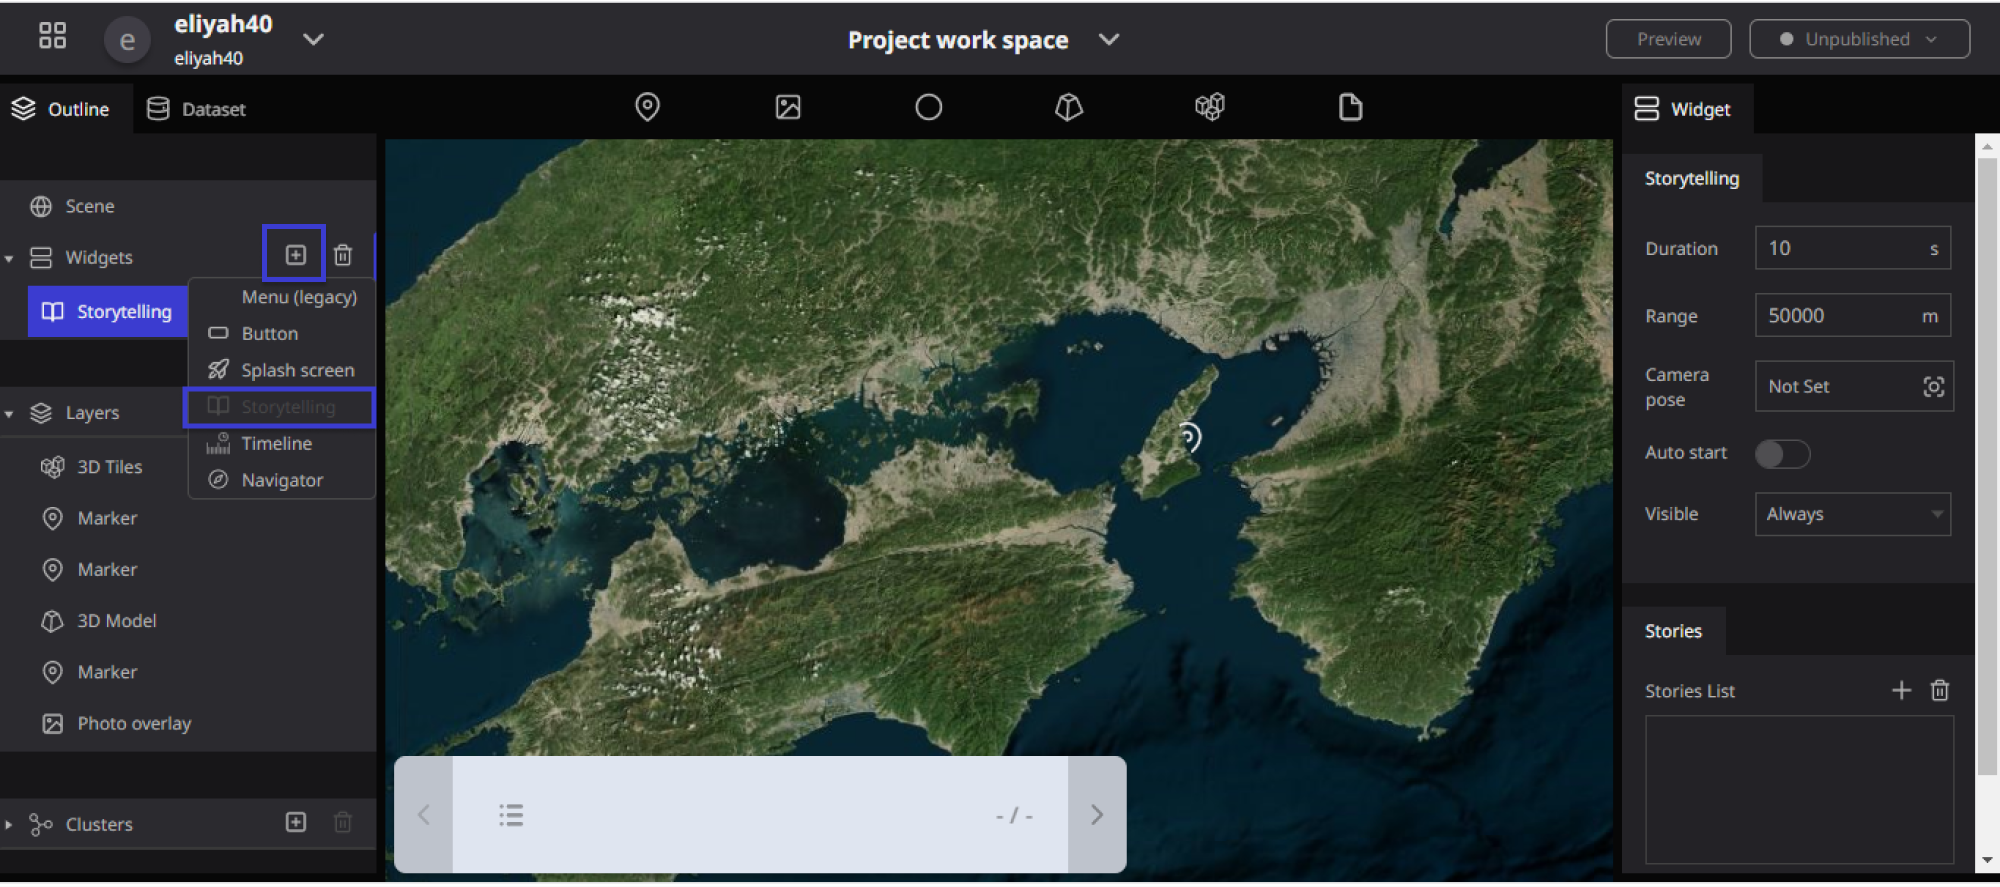 e
eliyah40
eliyah40
Project work space
Preview
Unpublished
Outline
Dataset
Widget
Scene
Widgets
Storytelling
Menu (legacy)
Button
Splash screen
Storytelling
Timeline
Navigator
Layers
3D Tiles
Marker
Marker
3D Model
Marker
Photo overlay
Clusters
- / -
Storytelling
Duration
10 s
Range
50000 m
Camera
pose
Not Set
Auto start
Visible
Always
Stories
Stories List